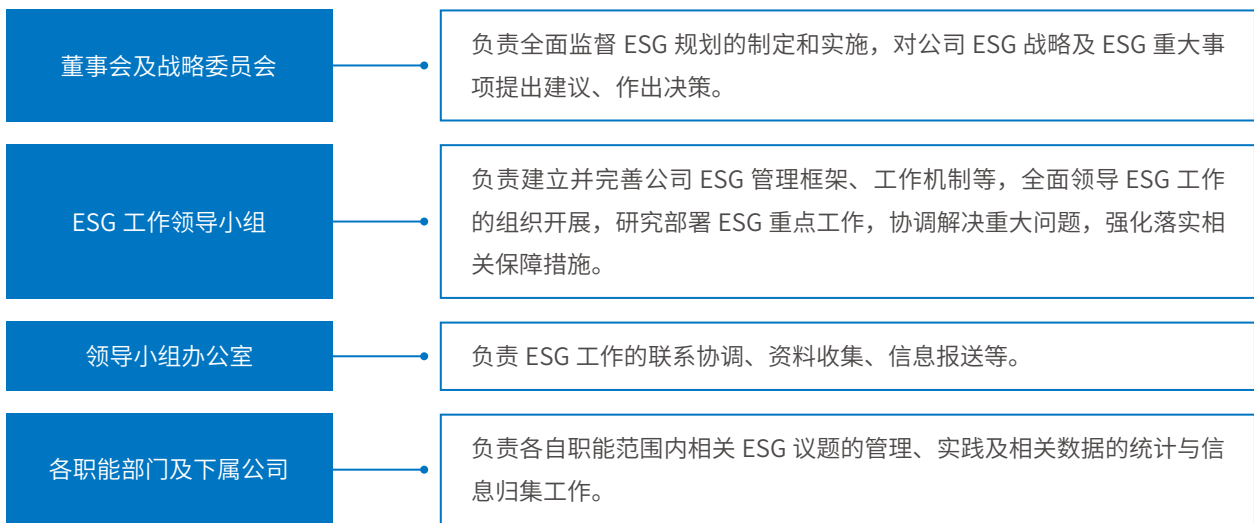 董事会及战略委员会
负责全面监督 ESG 规划的制定和实施，对公司 ESG 战略及 ESG 重大事
项提出建议、作出决策。
ESG 工作领导小组
负责建立并完善公司 ESG 管理框架、工作机制等，全面领导 ESG 工作
的组织开展，研究部署 ESG 重点工作，协调解决重大问题，强化落实相
关保障措施。
领导小组办公室
负责 ESG 工作的联系协调、资料收集、信息报送等。
各职能部门及下属公司
负责各自职能范围内相关 ESG 议题的管理、实践及相关数据的统计与信
息归集工作。